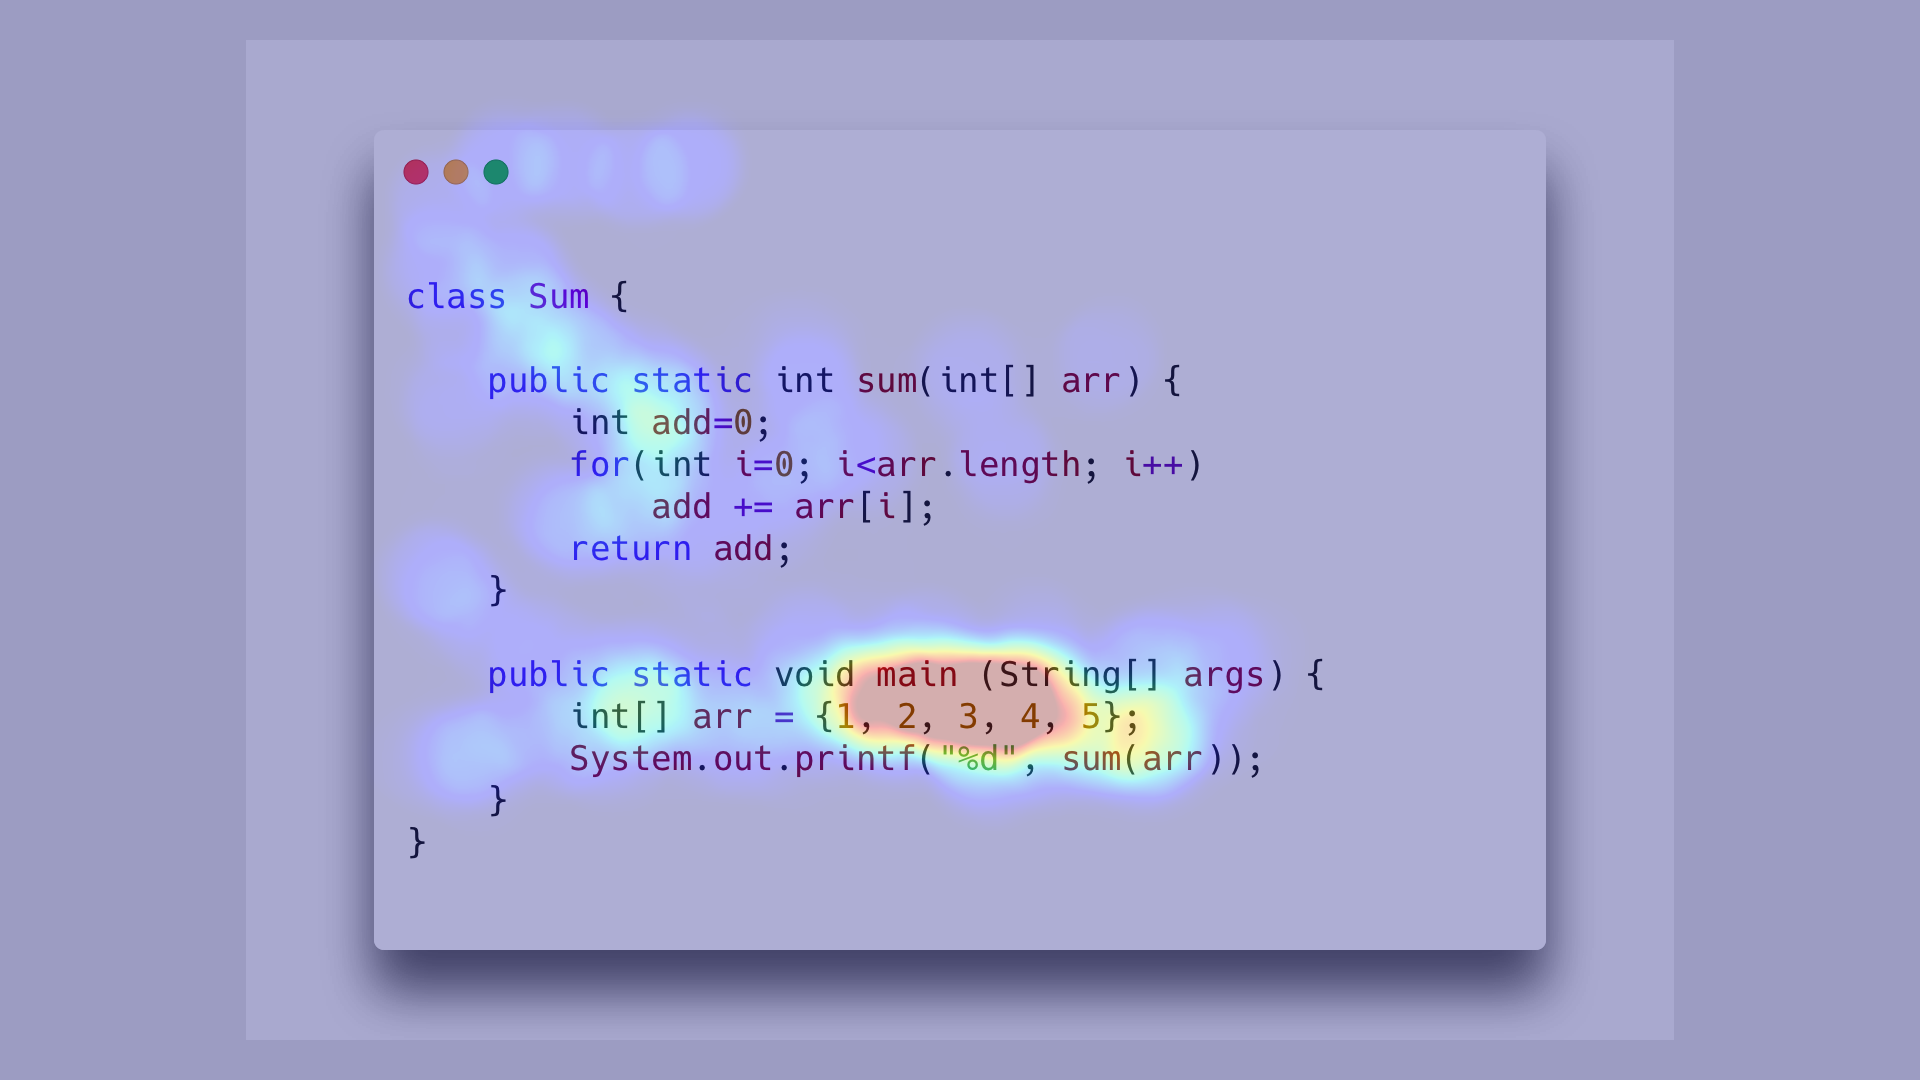 class Sum {
public static int sum(int[] arr) {
int add=0;
for(int i=0; i<arr.length; i++)
add += arr[i];
return add;
}
public static void main (String[] args) {
int[] arr = {1, 2, 3, 4, 5};
System.out.printf("%d", sum(arr));
}
}